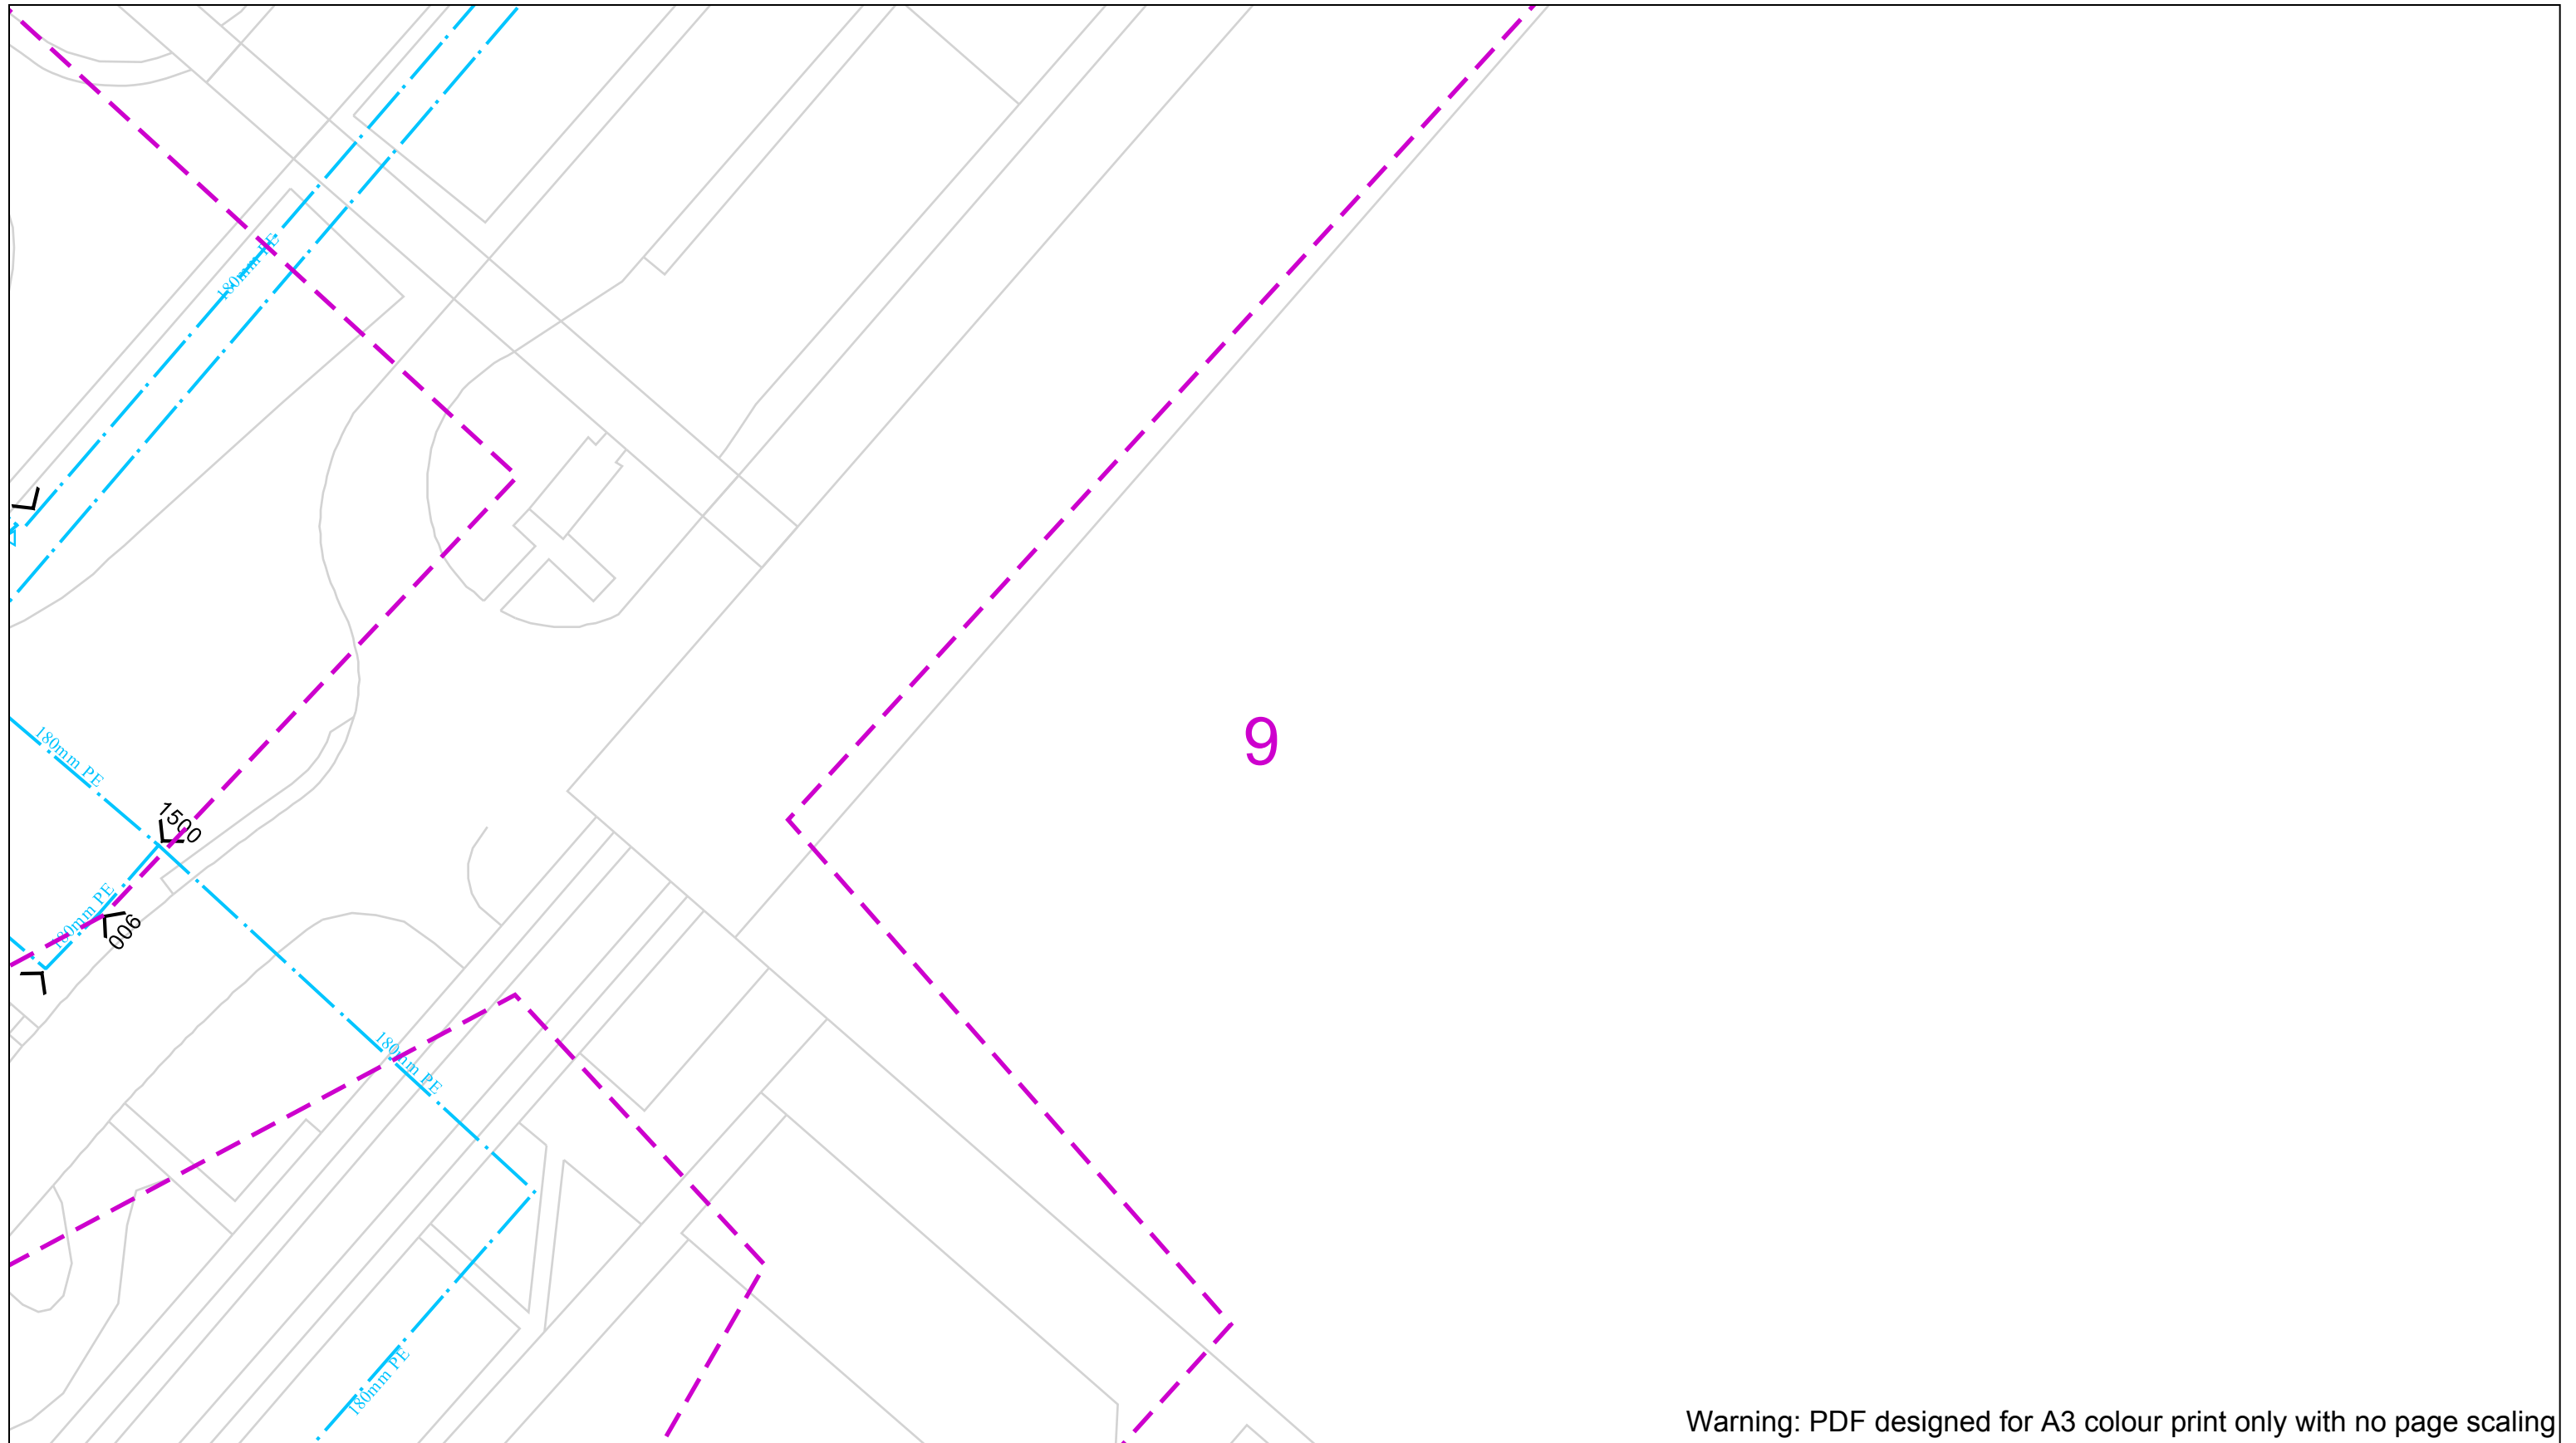 180mm PE
180mm PE
9
1500
180mm PE
900
180mm PE
180mm PE
Warning: PDF designed for A3 colour print only with no page scaling